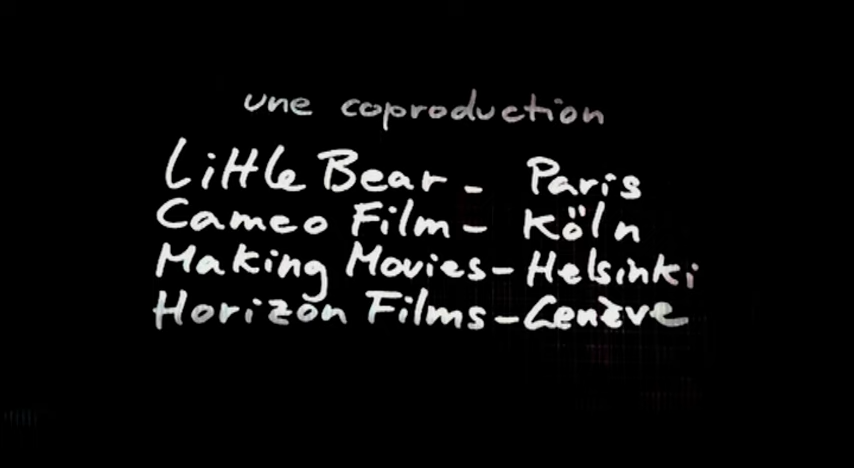 une coproduction
Little Bear - Paris
Cameo Film - Köln
Making Movies - Helsinki
Horizon Films - Genève